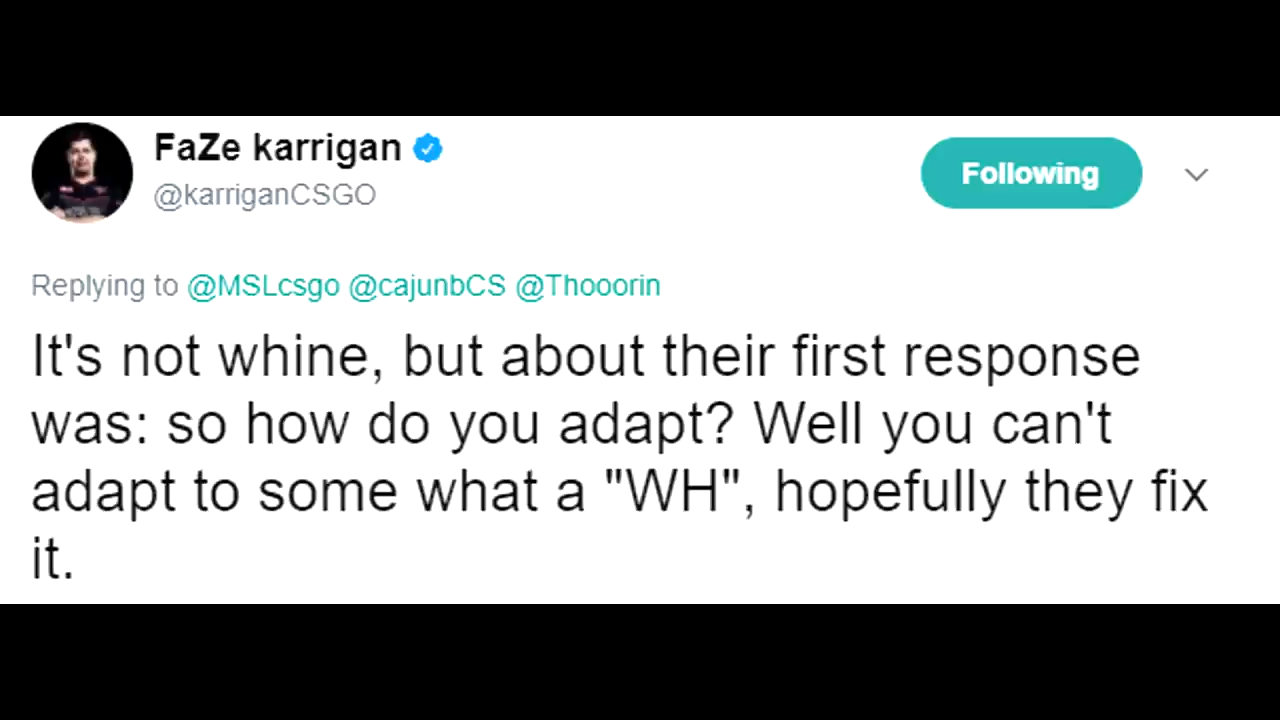 FaZe karrigan
@karriganCSGO
Following
Replying to @MSLcsgo @cajunbCS @Thooorin
It's not whine, but about their first response
was: so how do you adapt? Well you can't
adapt to some what a "WH", hopefully they fix
it.